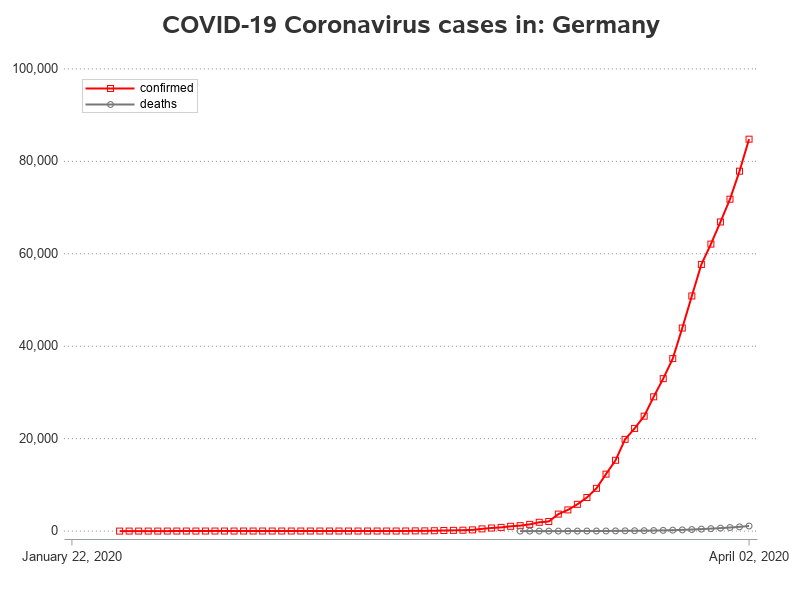 COVID-19 Coronavirus cases in: Germany
100,000
confirmed
deaths
80,000
60,000
40,000
20,000
0
January 22, 2020
April 02, 2020